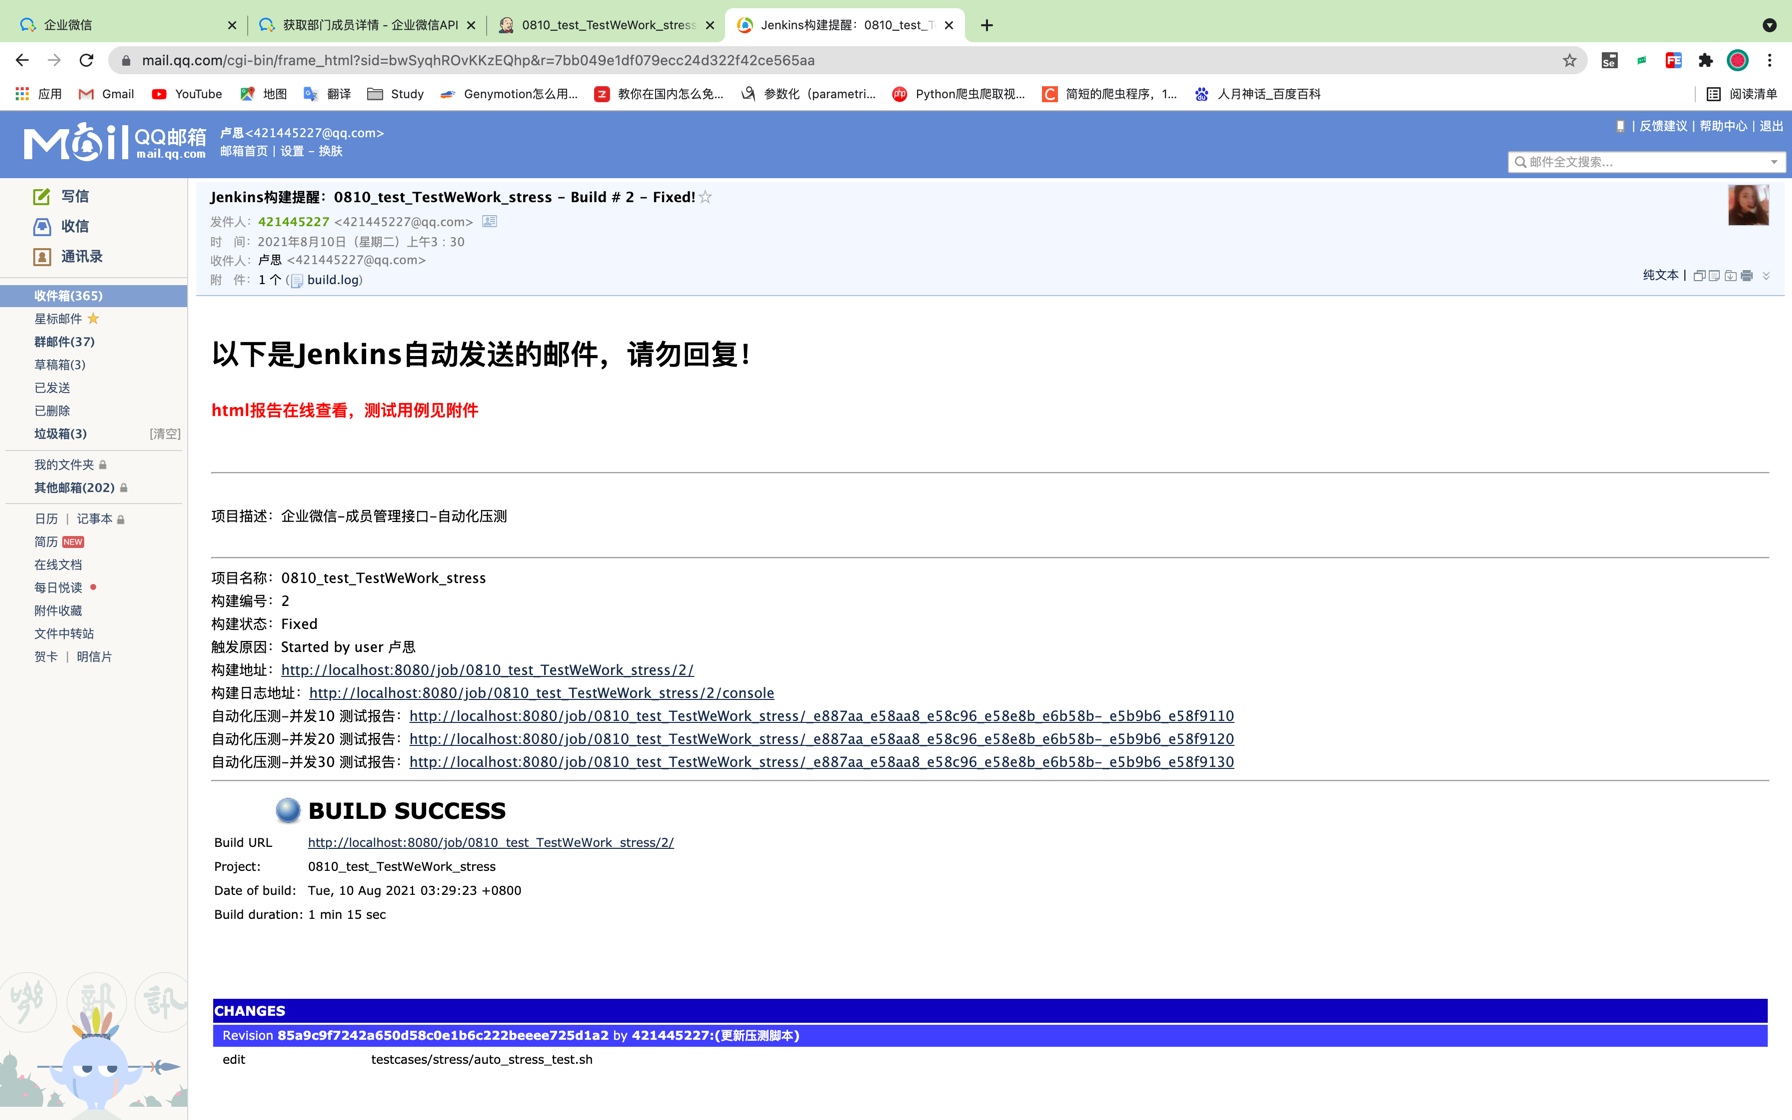 企业微信
获取部门成员详情 - 企业微信API
0810_test_TestWeWork_stress
Jenkins构建提醒：0810_test_T
mail.qq.com/cgi-bin/frame_html?sid=bwSyqhROvKKzEQhp&r=7bb049e1df079ecc24d322f42ce565aa
应用 Gmail YouTube 地图 翻译 Study Genymotion怎么用... 教你在国内怎么免... 参数化（parametri... Python爬虫爬取视... 简短的爬虫程序，1... 人月神话_百度百科 阅读清单
Mail QQ邮箱 mail.qq.com
卢思<421445227@qq.com>
邮箱首页 | 设置 - 换肤
| 反馈建议 | 帮助中心 | 退出
邮件全文搜索...
写信
收信
通讯录
收件箱(365)
星标邮件
群邮件(37)
草稿箱(3)
已发送
已删除
垃圾箱(3) [清空]
我的文件夹
其他邮箱(202)
日历 | 记事本
简历 NEW
在线文档
每日悦读
附件收藏
文件中转站
贺卡 | 明信片
Jenkins构建提醒：0810_test_TestWeWork_stress - Build # 2 - Fixed!
发件人：421445227 <421445227@qq.com>
时 间：2021年8月10日（星期二）上午3：30
收件人：卢思 <421445227@qq.com>
附 件：1 个 (build.log)
纯文本 |
以下是Jenkins自动发送的邮件，请勿回复！
html报告在线查看，测试用例见附件
项目描述：企业微信-成员管理接口-自动化压测
项目名称：0810_test_TestWeWork_stress
构建编号：2
构建状态：Fixed
触发原因：Started by user 卢思
构建地址：http://localhost:8080/job/0810_test_TestWeWork_stress/2/
构建日志地址：http://localhost:8080/job/0810_test_TestWeWork_stress/2/console
自动化压测-并发10 测试报告：http://localhost:8080/job/0810_test_TestWeWork_stress/_e887aa_e58aa8_e58c96_e58e8b_e6b58b-_e5b9b6_e58f9110
自动化压测-并发20 测试报告：http://localhost:8080/job/0810_test_TestWeWork_stress/_e887aa_e58aa8_e58c96_e58e8b_e6b58b-_e5b9b6_e58f9120
自动化压测-并发30 测试报告：http://localhost:8080/job/0810_test_TestWeWork_stress/_e887aa_e58aa8_e58c96_e58e8b_e6b58b-_e5b9b6_e58f9130
BUILD SUCCESS
Build URL http://localhost:8080/job/0810_test_TestWeWork_stress/2/
Project: 0810_test_TestWeWork_stress
Date of build: Tue, 10 Aug 2021 03:29:23 +0800
Build duration: 1 min 15 sec
CHANGES
Revision 85a9c9f7242a650d58c0e1b6c222beeee725d1a2 by 421445227:(更新压测脚本)
edit testcases/stress/auto_stress_test.sh